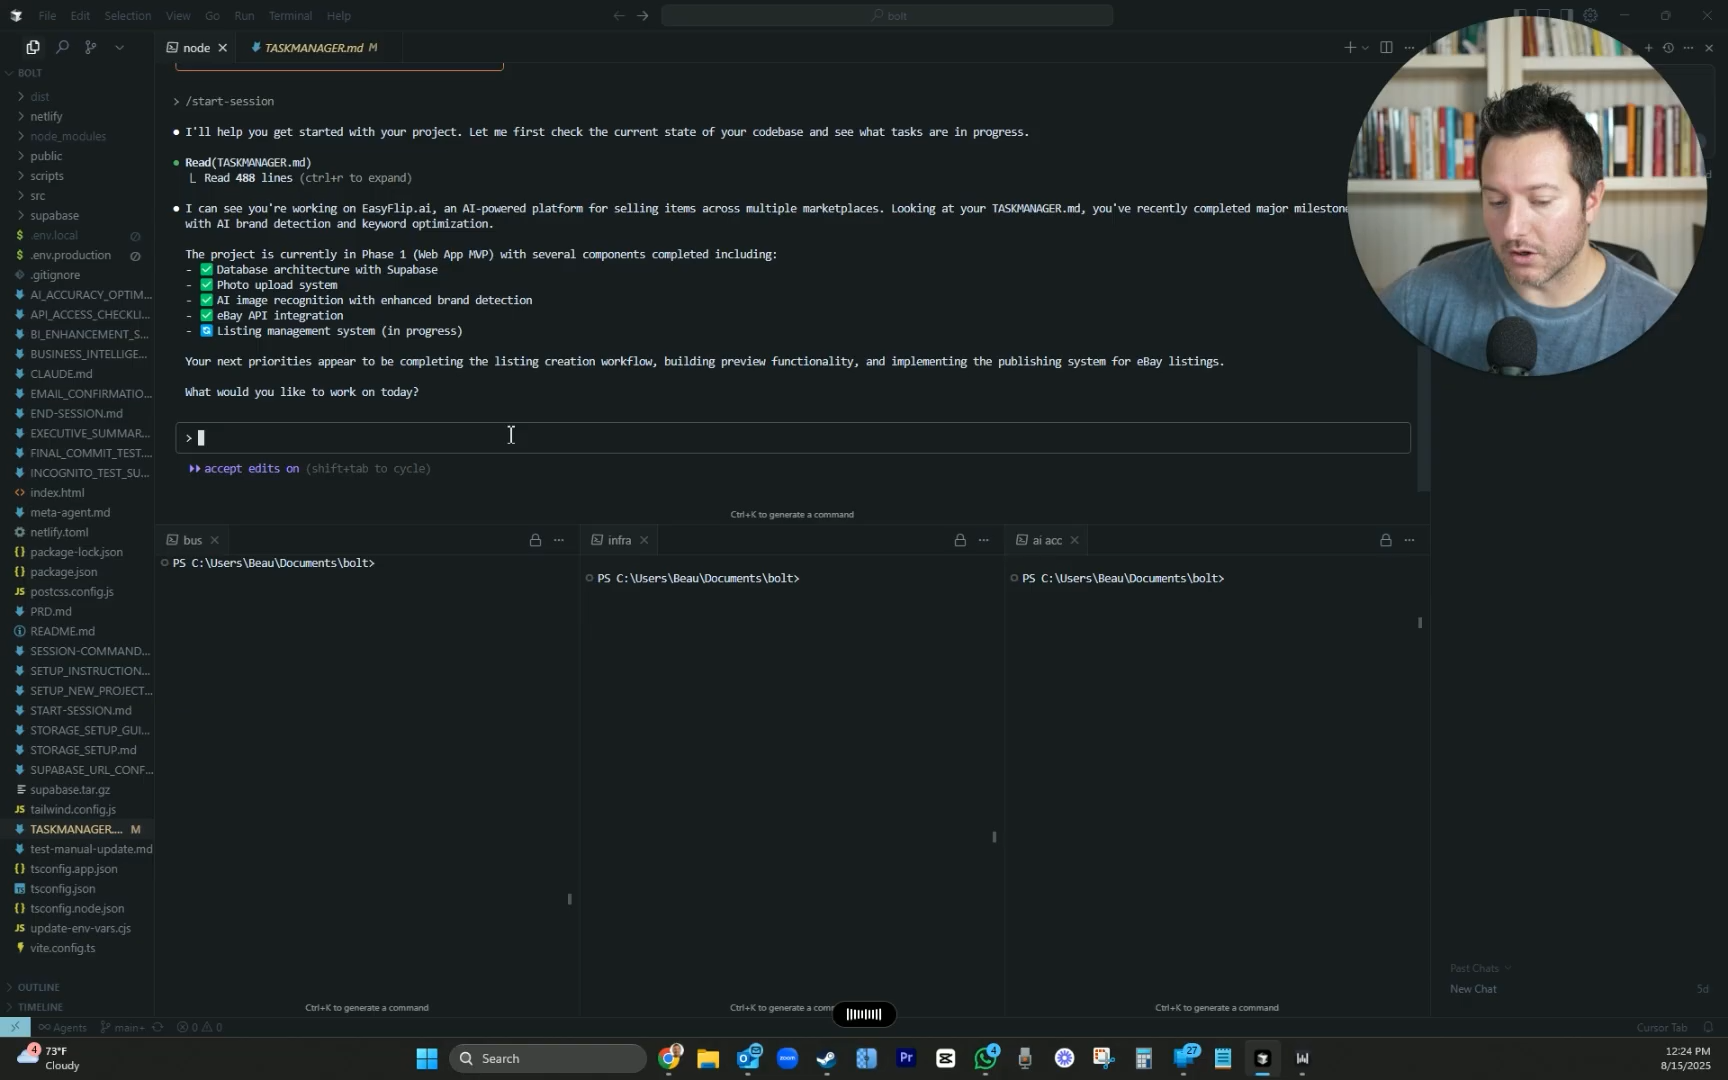 File Edit Selection View Go Run Terminal Help
bolt
node
TASKMANAGER.md M
BOLT
dist
netlify
node_modules
public
scripts
src
supabase
.env.local
.env.production
.gitignore
AI_ACCURACY_OPTIM...
API_ACCESS_CHECKLI...
BI_ENHANCEMENT_S...
BUSINESS_INTELLIGE...
CLAUDE.md
EMAIL_CONFIRMATIO...
END-SESSION.md
EXECUTIVE_SUMMAR...
FINAL_COMMIT_TEST....
INCOGNITO_TEST_SU...
index.html
meta-agent.md
netlify.toml
package-lock.json
package.json
postcss.config.js
PRD.md
README.md
SESSION-COMMAND...
SETUP_INSTRUCTION...
SETUP_NEW_PROJECT...
START-SESSION.md
STORAGE_SETUP_GUI...
STORAGE_SETUP.md
SUPABASE_URL_CONF...
supabase.tar.gz
tailwind.config.js
TASKMANAGER.... M
test-manual-update.md
tsconfig.app.json
tsconfig.json
tsconfig.node.json
update-env-vars.cjs
vite.config.ts
OUTLINE
TIMELINE
> /start-session
● I'll help you get started with your project. Let me first check the current state of your codebase and see what tasks are in progress.
● Read(TASKMANAGER.md)
⎿ Read 488 lines (ctrl+r to expand)
● I can see you're working on EasyFlip.ai, an AI-powered platform for selling items across multiple marketplaces. Looking at your TASKMANAGER.md, you've recently completed major milestone
with AI brand detection and keyword optimization.
The project is currently in Phase 1 (Web App MVP) with several components completed including:
- ✅ Database architecture with Supabase
- ✅ Photo upload system
- ✅ AI image recognition with enhanced brand detection
- ✅ eBay API integration
- 🔄 Listing management system (in progress)
Your next priorities appear to be completing the listing creation workflow, building preview functionality, and implementing the publishing system for eBay listings.
What would you like to work on today?
>
accept edits on (shift+tab to cycle)
Ctrl+K to generate a command
bus
PS C:\Users\Beau\Documents\bolt>
Ctrl+K to generate a command
infra
PS C:\Users\Beau\Documents\bolt>
Ctrl+K to generate a comm
ai acc
PS C:\Users\Beau\Documents\bolt>
Ctrl+K to generate a command
Past Chats
New Chat 5d
Agents main+ 0 0
Cursor Tab
4
73°F
Cloudy
Search
zoom
Pr
4
27
12:24 PM
8/15/2025